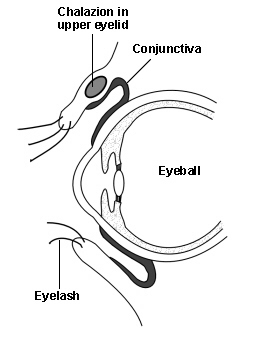 Chalazion in
upper eyelid
Conjunctiva
Eyeball
Eyelash